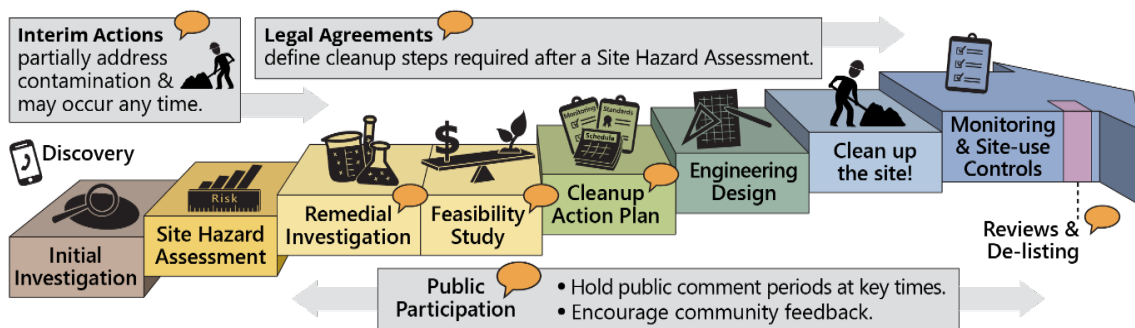 Interim Actions
partially address
contamination &
may occur any time.
Legal Agreements
define cleanup steps required after a Site Hazard Assessment.
Discovery
Initial
Investigation
Risk
Site Hazard
Assessment
Remedial
Investigation
$
Feasibility
Study
Monitoring
Standards
Schedule
Cleanup
Action Plan
Engineering
Design
Clean up
the site!
Monitoring
& Site-use
Controls
Reviews &
De-listing
Public
Participation
• Hold public comment periods at key times.
• Encourage community feedback.